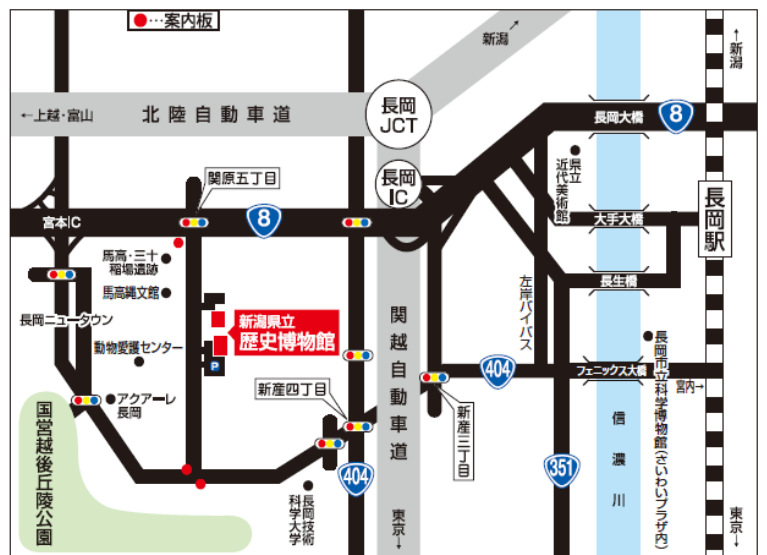 ●…案内板
新潟
←上越・富山
北陸自動車道
長岡
JCT
長岡
IC
関原五丁目
宮本IC
8
長岡大橋
8
←新潟
県立
近代美術館
大手大橋
長岡駅
馬高・三十
稲場遺跡
馬高縄文館
長岡ニュータウン
動物愛護センター
新潟県立
歴史博物館
P
関越自動車道
左岸バイパス
長生橋
404
フェニックス大橋
宮内→
長岡市立科学博物館(さいわいプラザ内)
アクアーレ
長岡
新産四丁目
新産三丁目
国営越後丘陵公園
長岡技術
科学大学
404
351
信濃川
東京→
東京→